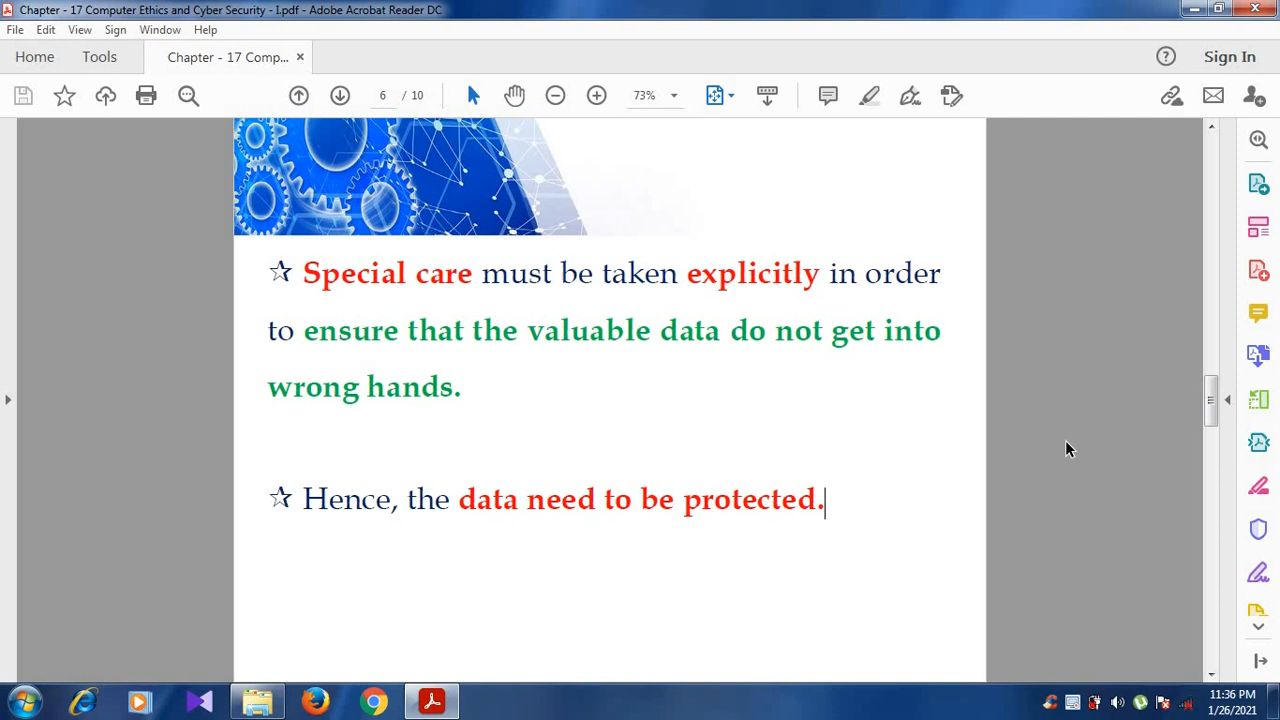 Chapter - 17 Computer Ethics and Cyber Security - I.pdf - Adobe Acrobat Reader DC
File Edit View Sign Window Help
Home Tools Chapter - 17 Comp... × Sign In
6 / 10 73%
☆ Special care must be taken explicitly in order
to ensure that the valuable data do not get into
wrong hands.
☆ Hence, the data need to be protected.
11:36 PM
1/26/2021